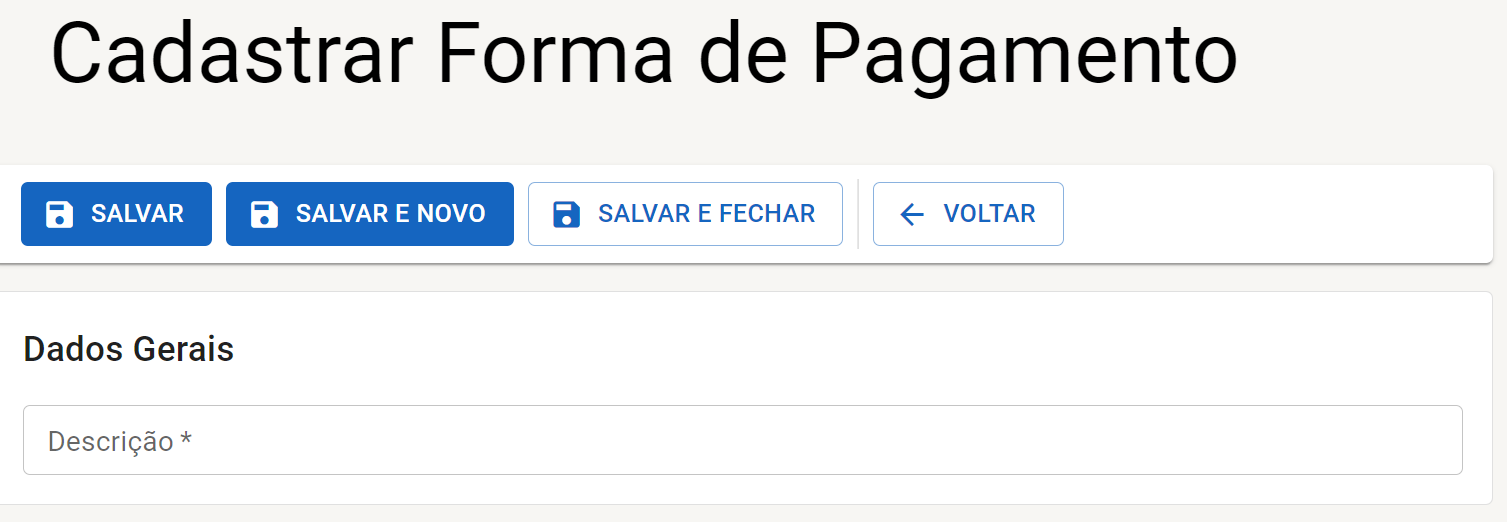 Cadastrar Forma de Pagamento
SALVAR SALVAR E NOVO SALVAR E FECHAR VOLTAR
Dados Gerais
Descrição *